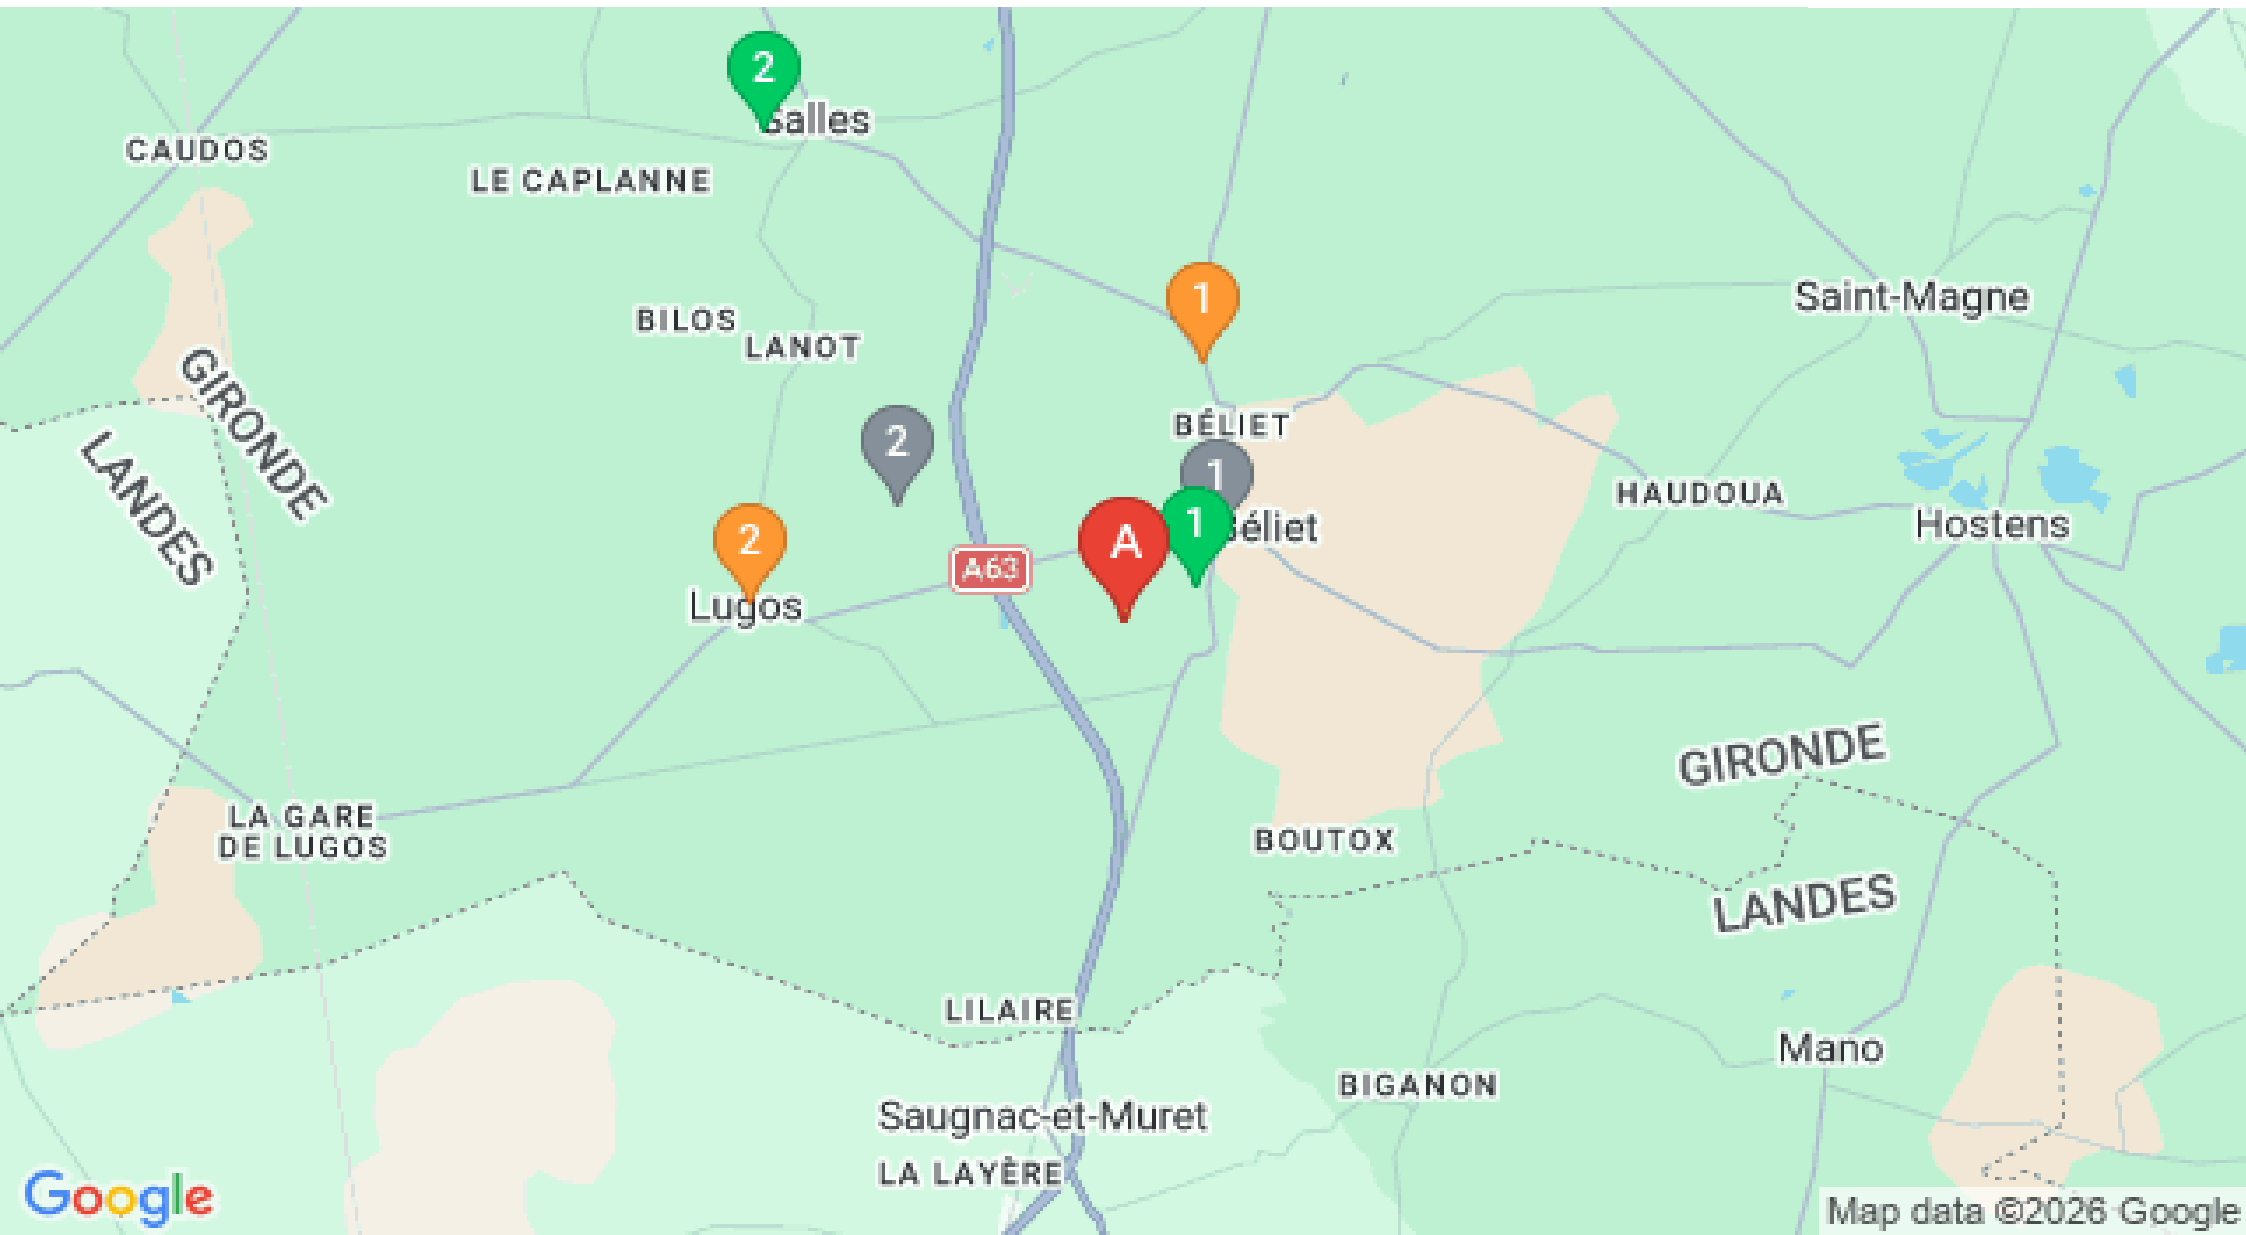 2
Salles
CAUDOS
LE CAPLANNE
1
Saint-Magne
BILOS
LANOT
GIRONDE
LANDES
BÉLIET
2
1
HAUDOUA
1
Béliet
Hostens
2
A
A63
Lugos
GIRONDE
LA GARE
DE LUGOS
BOUTOX
LANDES
LILAIRE
Mano
BIGANON
Saugnac-et-Muret
LA LAYÈRE
Google
Map data ©2026 Google